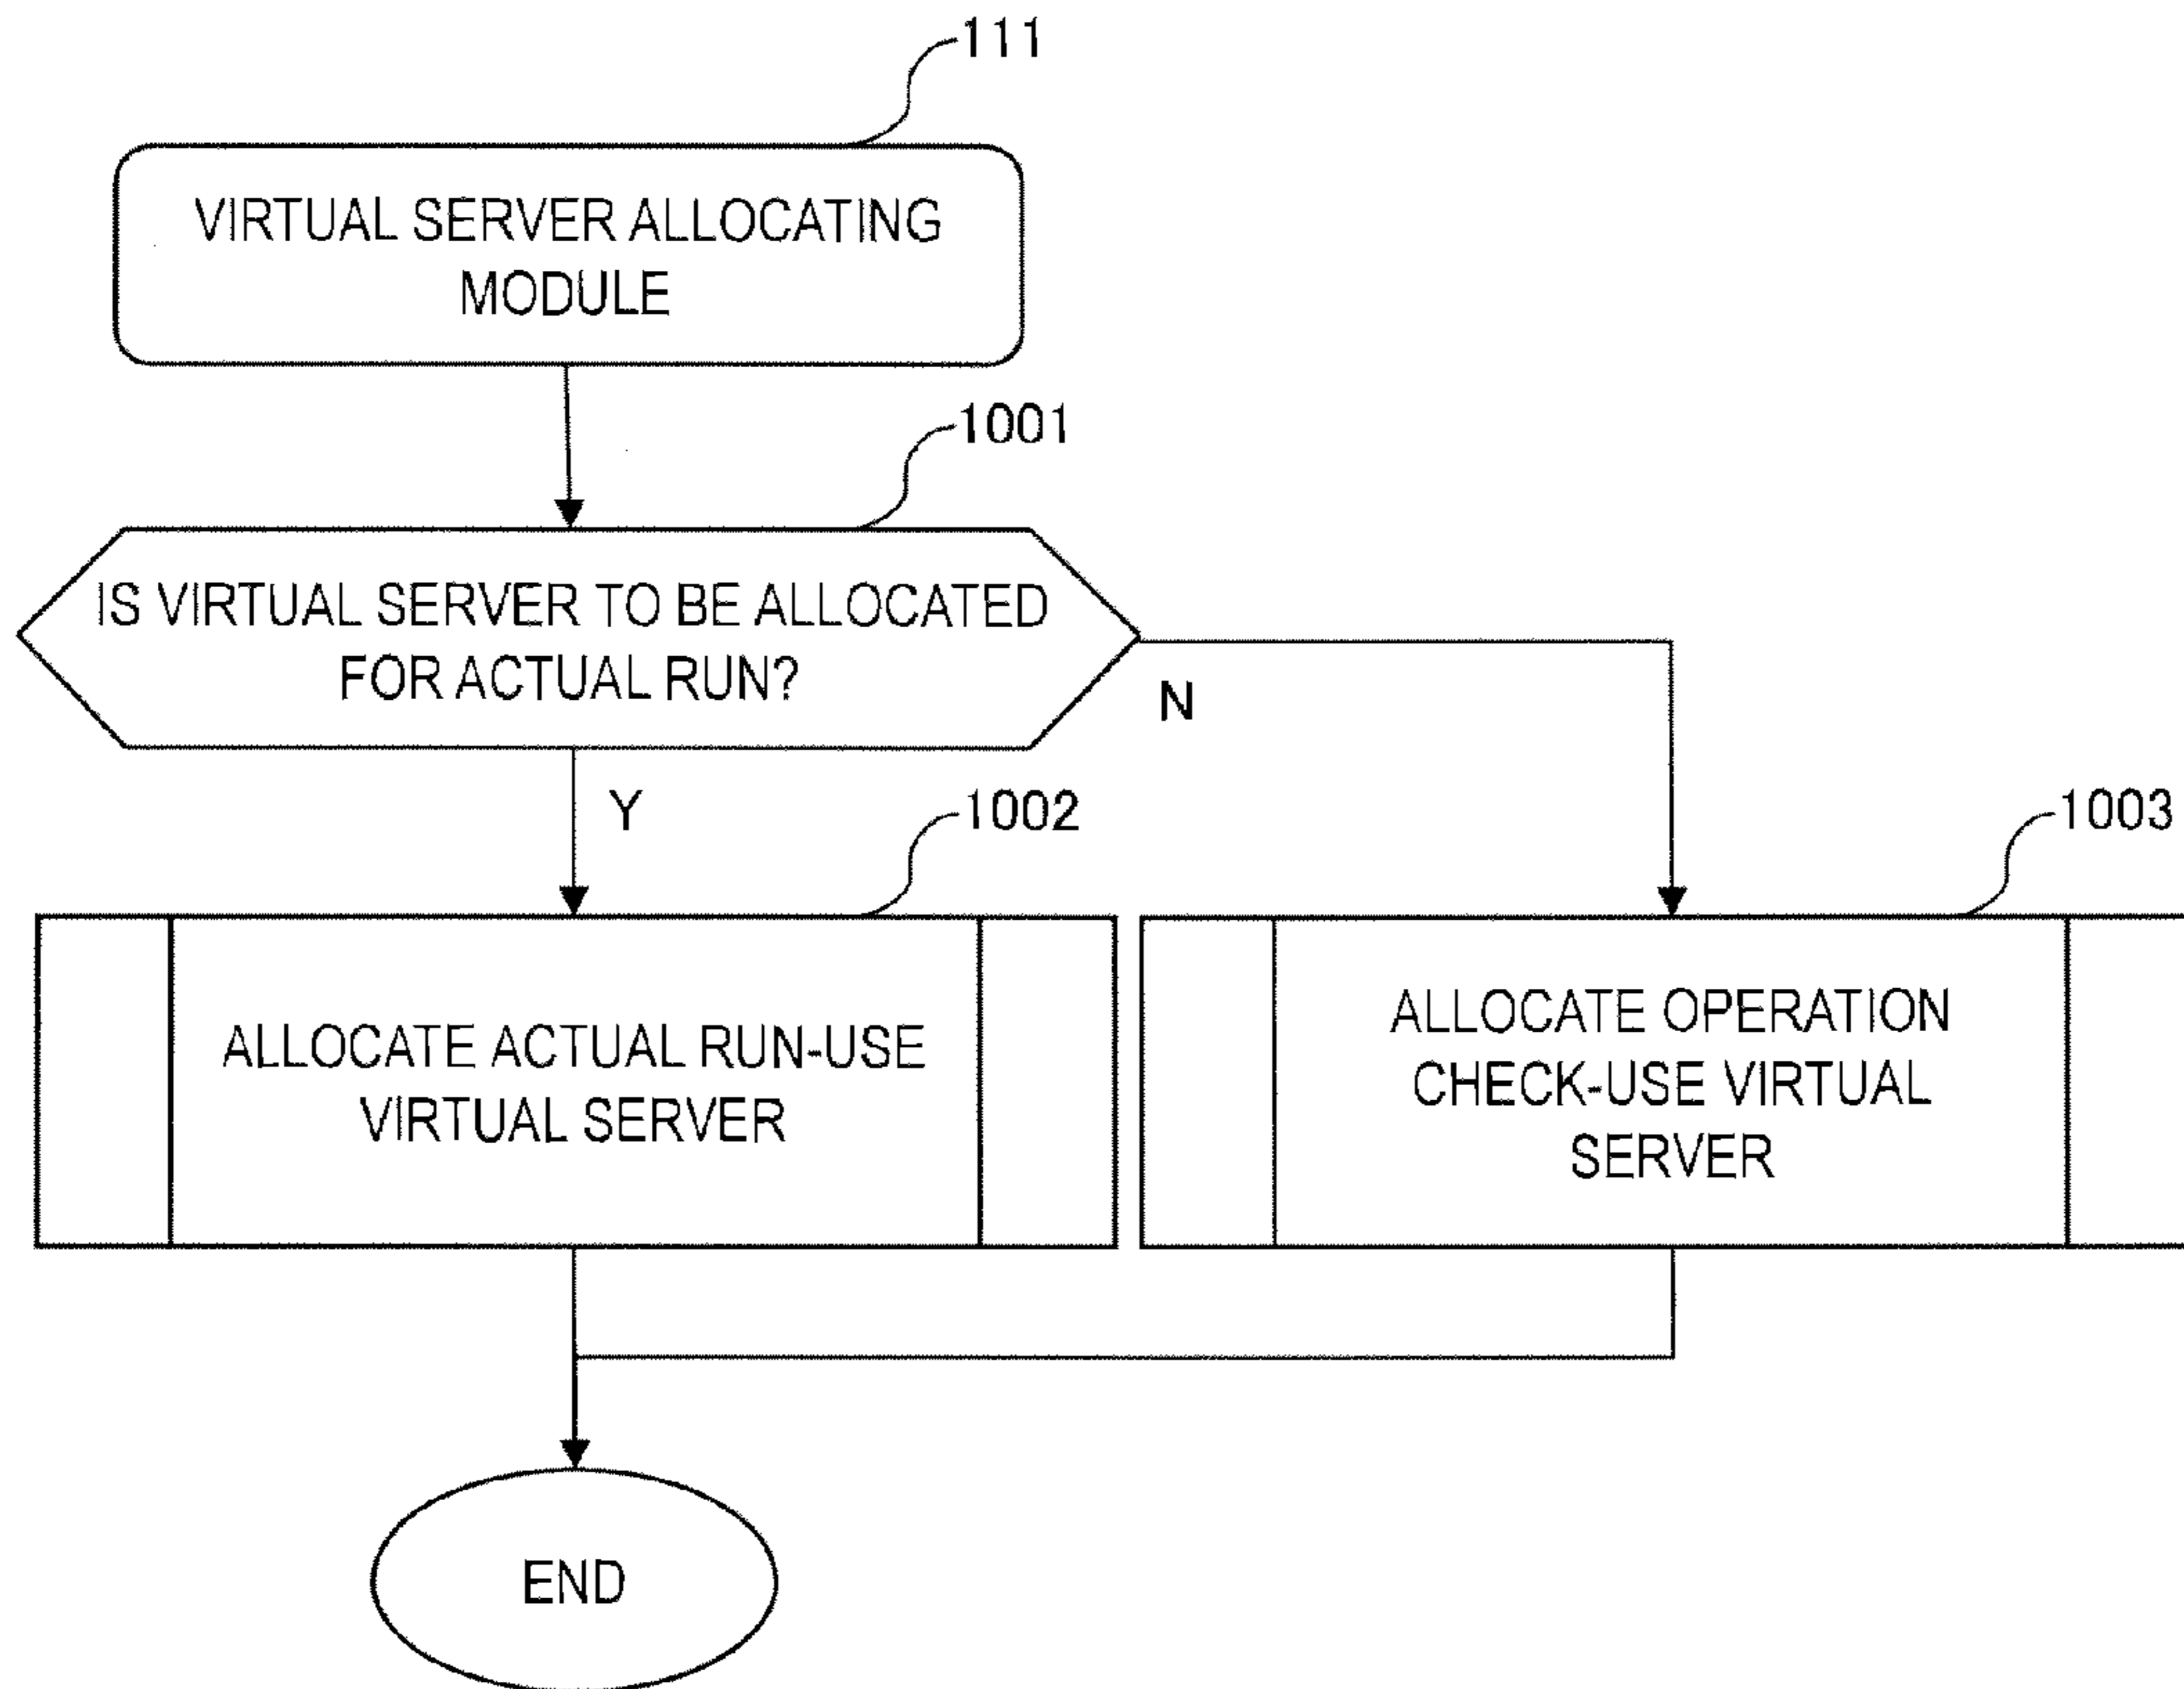 111
VIRTUAL SERVER ALLOCATING
MODULE
1001
IS VIRTUAL SERVER TO BE ALLOCATED
FOR ACTUAL RUN?
N
Y
1002
1003
ALLOCATE ACTUAL RUN-USE
VIRTUAL SERVER
ALLOCATE OPERATION
CHECK-USE VIRTUAL
SERVER
END